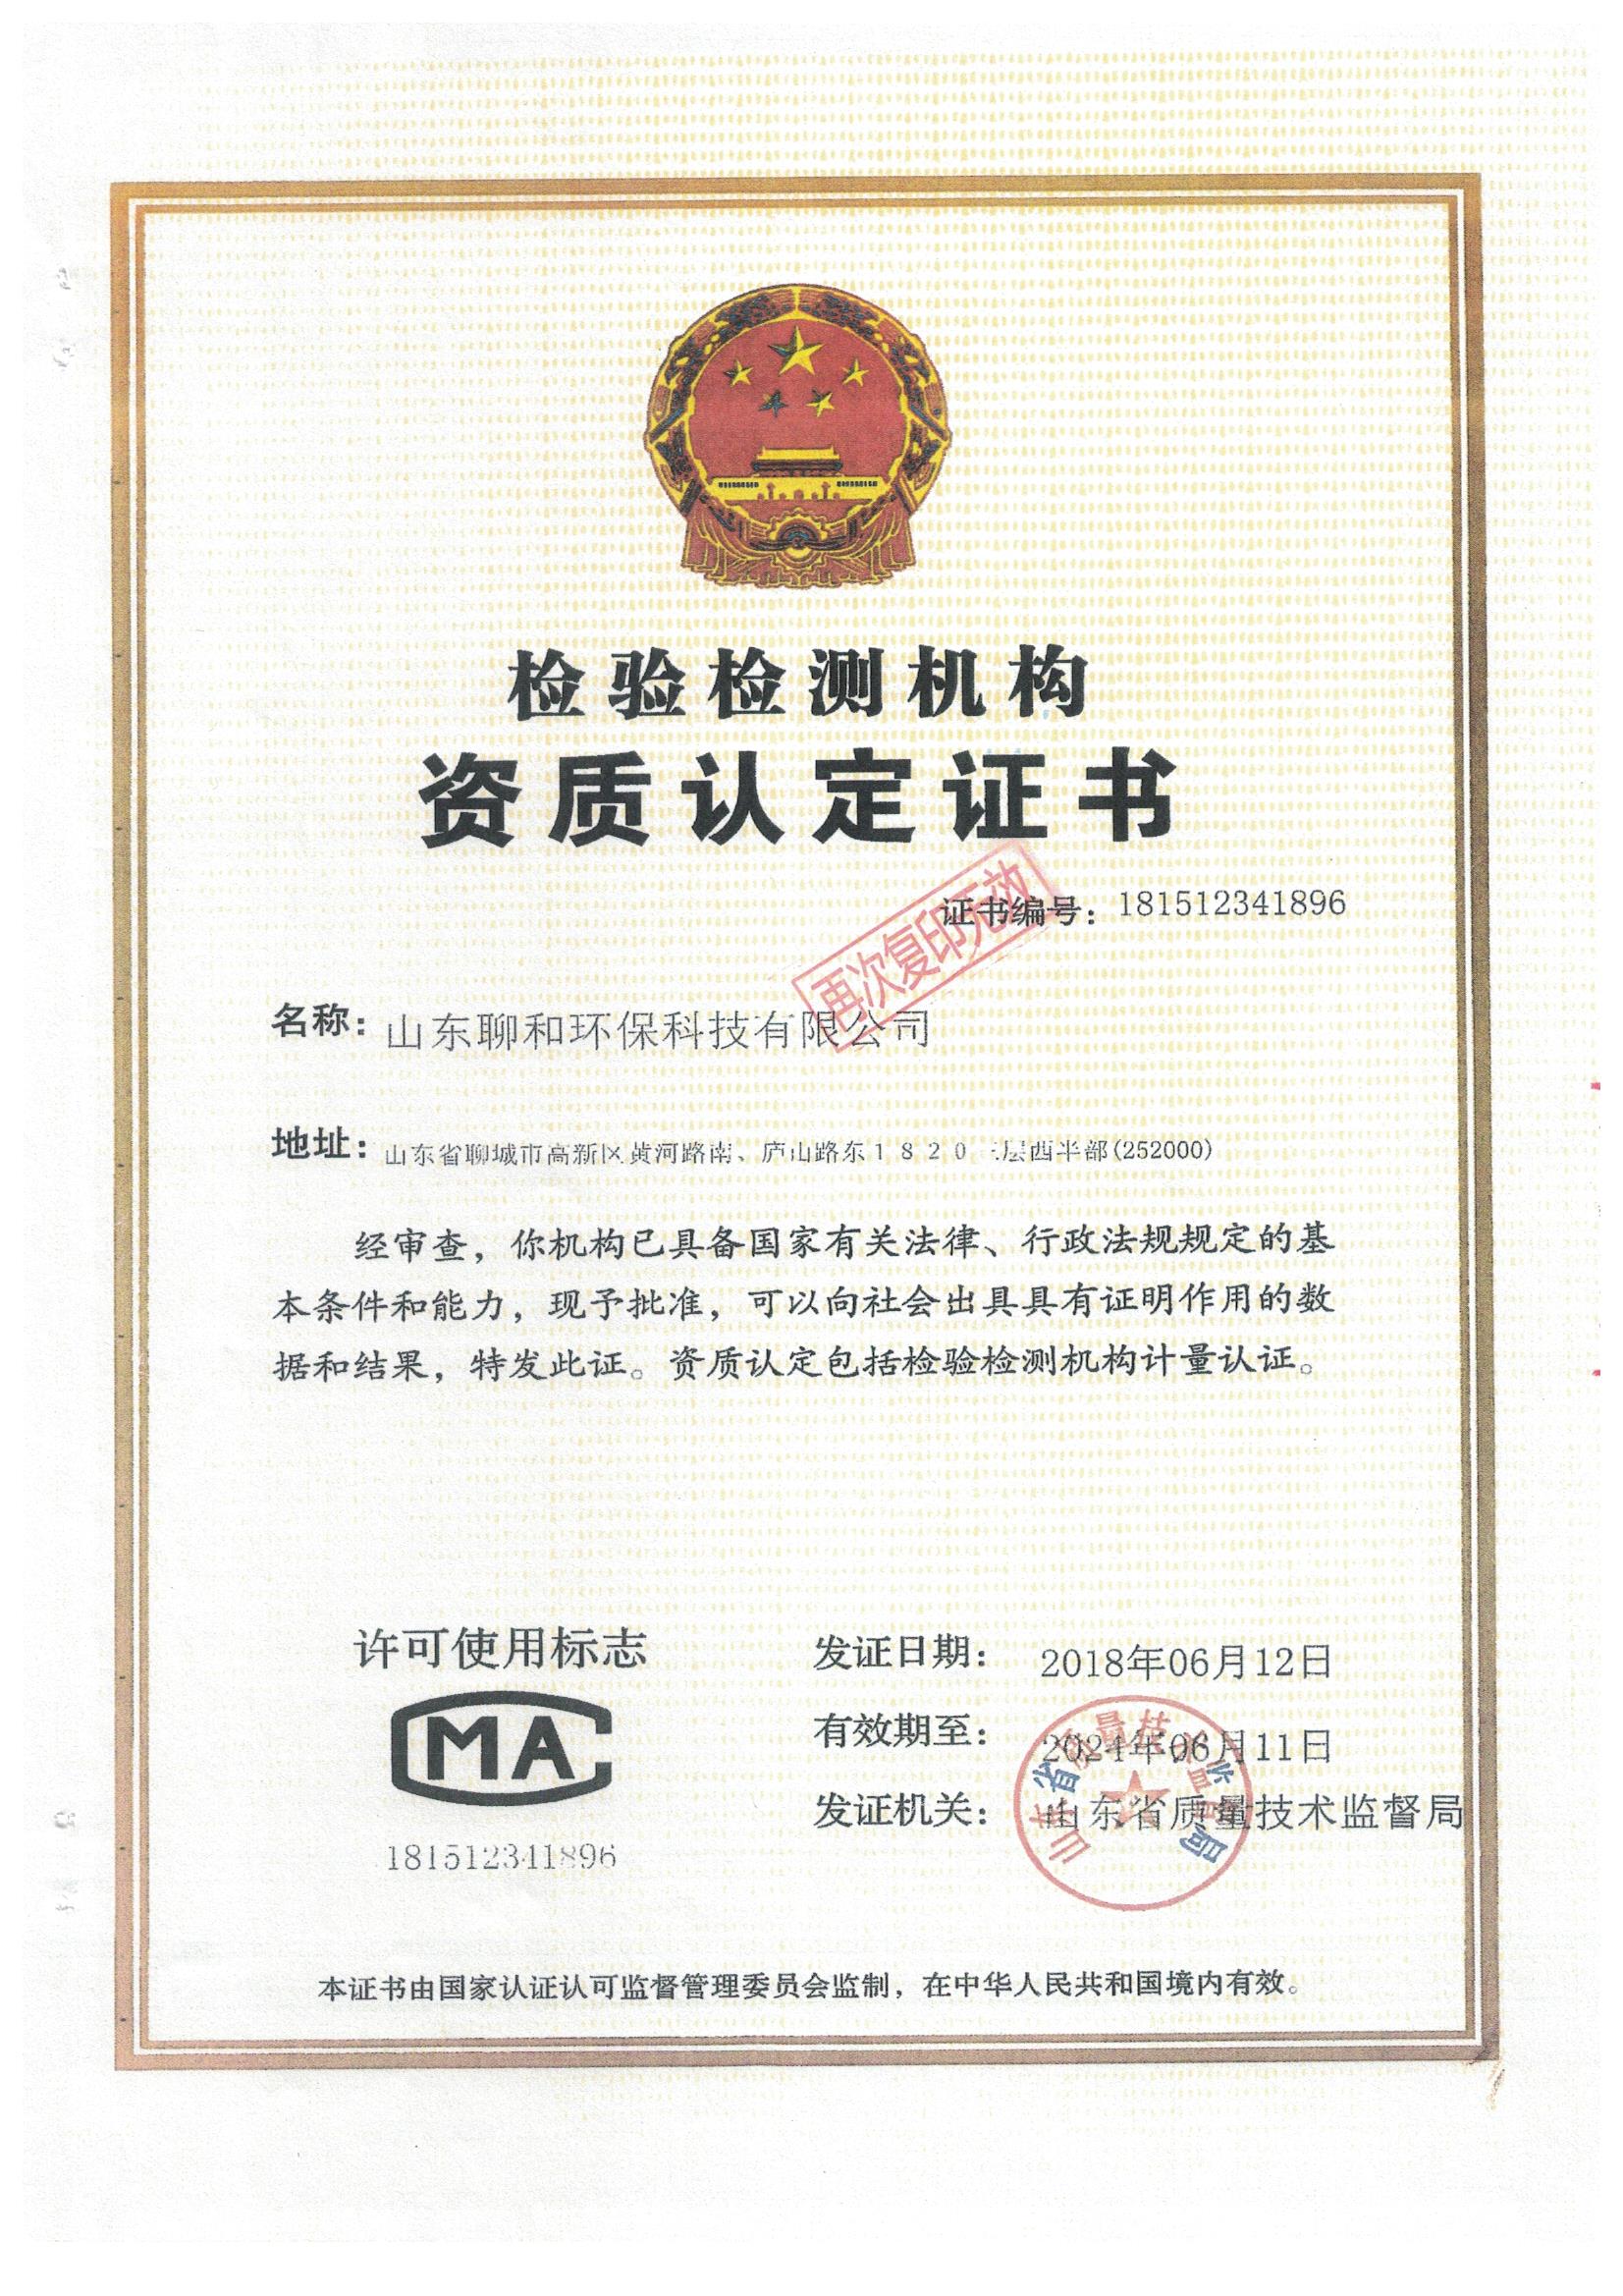 检验检测机构
资质认定证书
证书编号：181512341896
再次复印无效
名称：山东聊和环保科技有限公司
地址：山东省聊城市高新区黄河路南、庐山路东1820 三层西半部(252000)
经审查，你机构已具备国家有关法律、行政法规规定的基
本条件和能力，现予批准，可以向社会出具具有证明作用的数
据和结果，特发此证。资质认定包括检验检测机构计量认证。
许可使用标志
MA
181512341896
发证日期：2018年06月12日
有效期至：2024年06月11日
发证机关：山东省质量技术监督局
山东省质量技术监督局
本证书由国家认证认可监督管理委员会监制，在中华人民共和国境内有效。